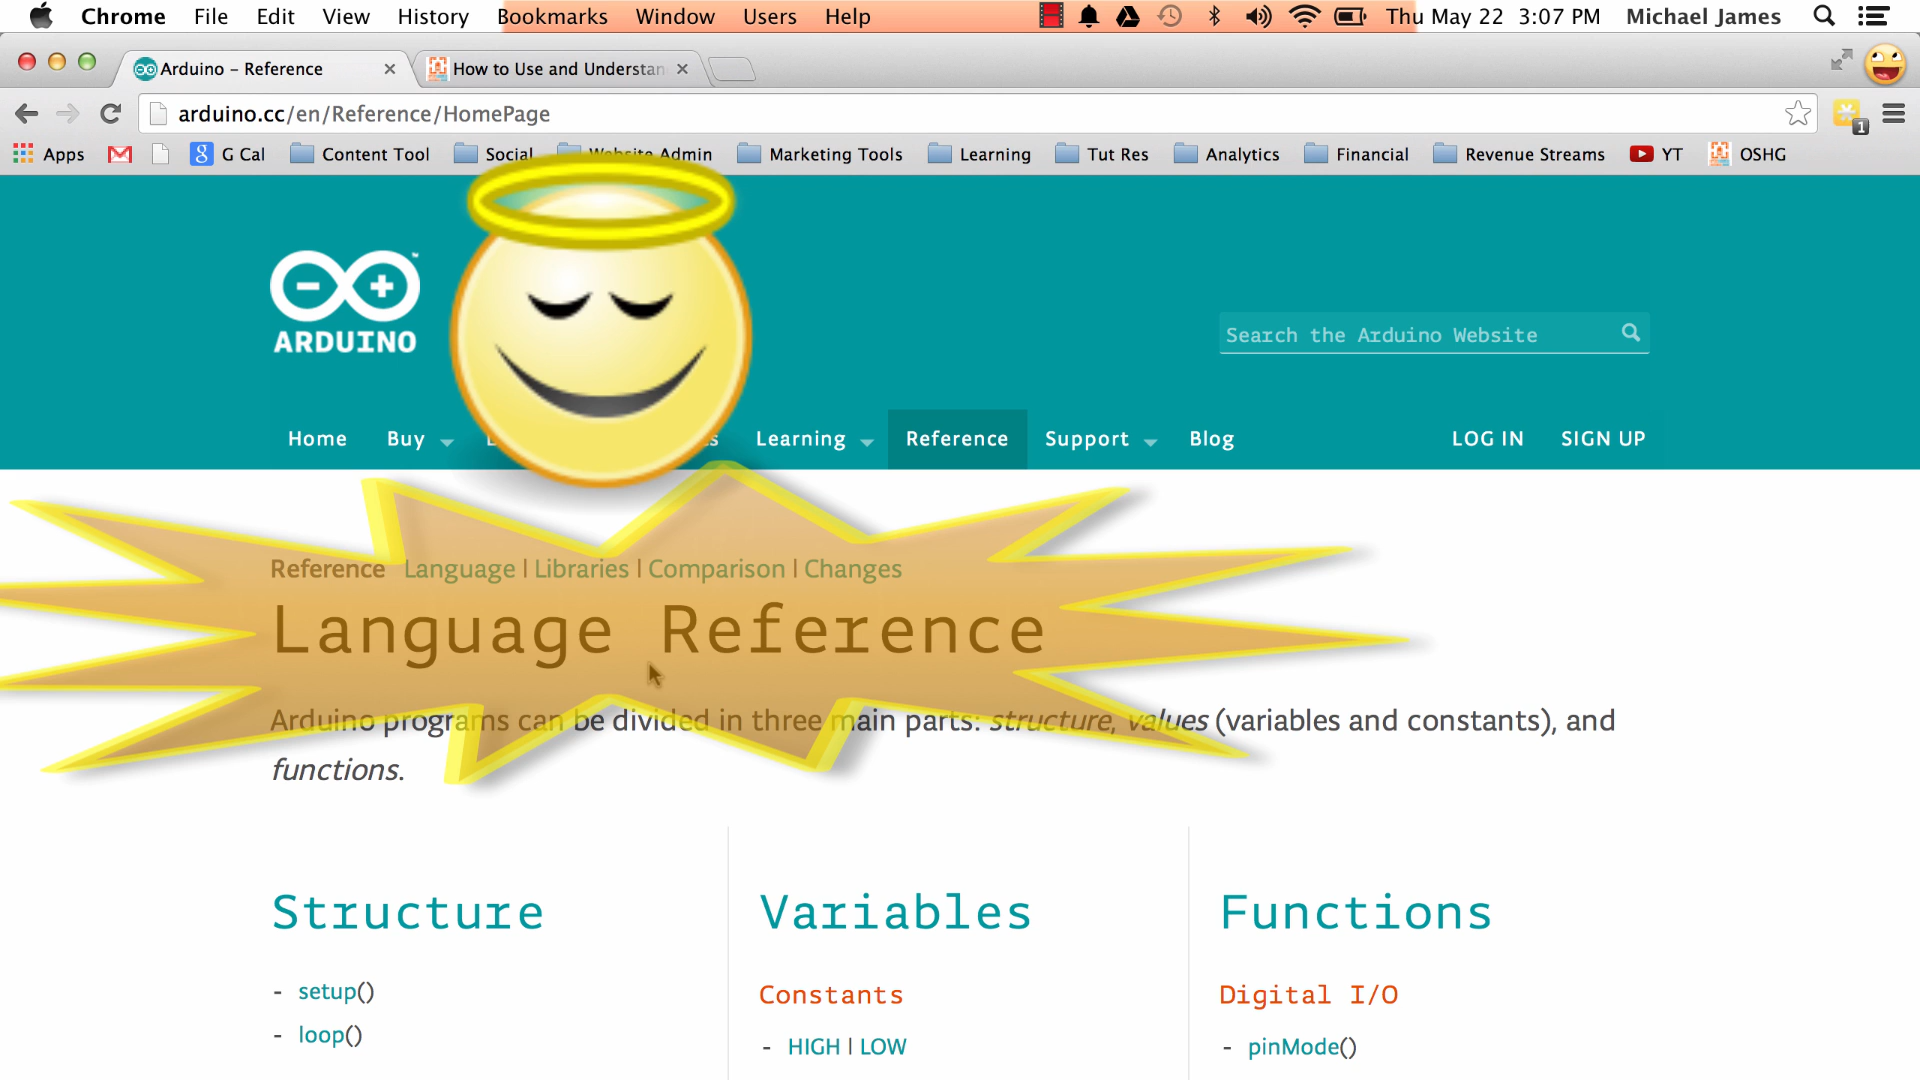 Chrome File Edit View History Bookmarks Window Users Help Thu May 22 3:07 PM Michael James
Arduino - Reference
How to Use and Understan
arduino.cc/en/Reference/HomePage
1
Apps G Cal Content Tool Social Website Admin Marketing Tools Learning Tut Res Analytics Financial Revenue Streams YT OSHG
ARDUINO
Search the Arduino Website
Home Buy Learning Reference Support Blog LOG IN SIGN UP
Reference Language | Libraries | Comparison | Changes
Language Reference
Arduino programs can be divided in three main parts: structure, values (variables and constants), and
functions.
Structure
- setup()
- loop()
Variables
Constants
- HIGH | LOW
Functions
Digital I/O
- pinMode()